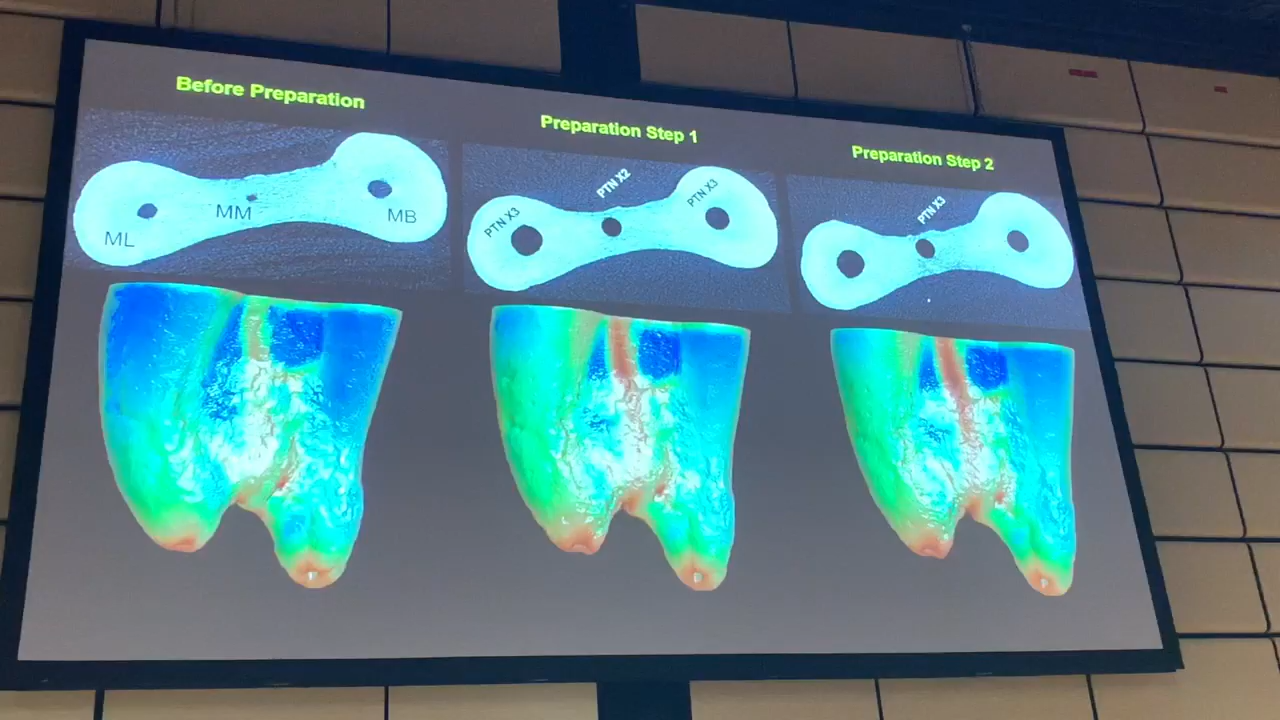 Before Preparation
ML
MM
MB
Preparation Step 1
PTN X3
PTN X2
PTN X3
Preparation Step 2
PTN X3